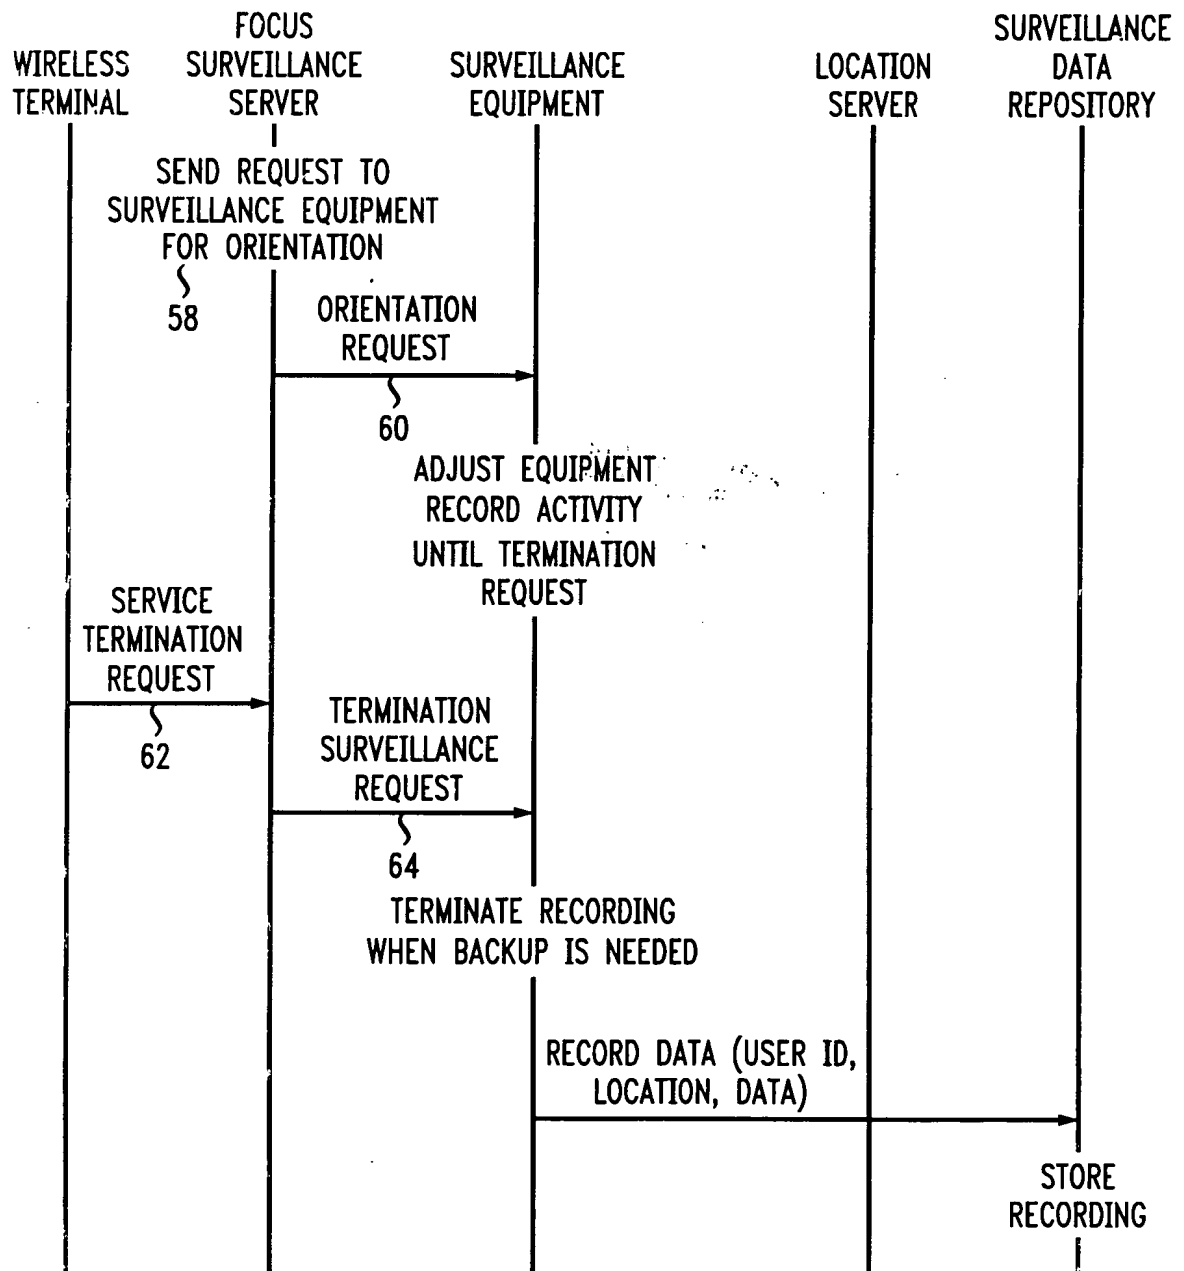 WIRELESS
TERMINAL
FOCUS
SURVEILLANCE
SERVER
SURVEILLANCE
EQUIPMENT
LOCATION
SERVER
SURVEILLANCE
DATA
REPOSITORY
SEND REQUEST TO
SURVEILLANCE EQUIPMENT
FOR ORIENTATION
58
ORIENTATION
REQUEST
60
ADJUST EQUIPMENT
RECORD ACTIVITY
UNTIL TERMINATION
REQUEST
SERVICE
TERMINATION
REQUEST
62
TERMINATION
SURVEILLANCE
REQUEST
64
TERMINATE RECORDING
WHEN BACKUP IS NEEDED
RECORD DATA (USER ID,
LOCATION, DATA)
STORE
RECORDING